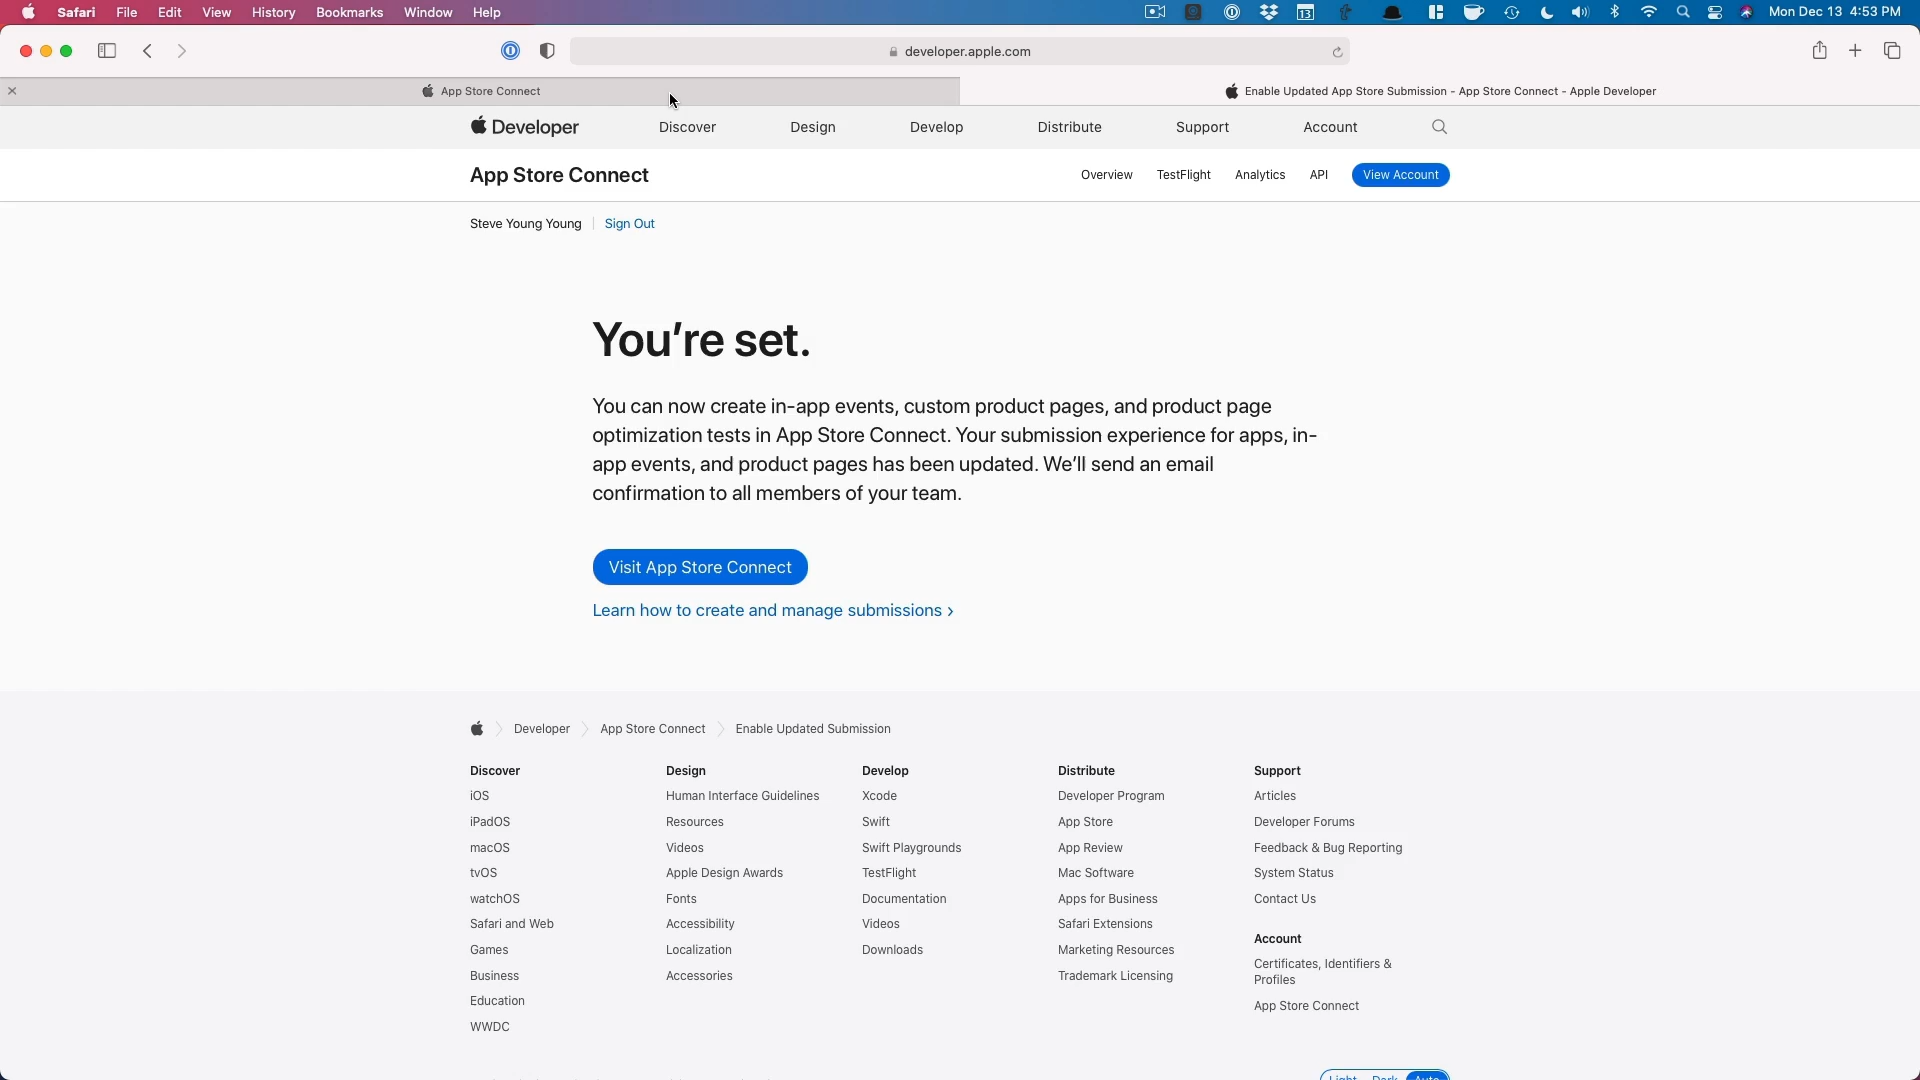 Safari File Edit View History Bookmarks Window Help 13 Mon Dec 13 4:53 PM
developer.apple.com
App Store Connect Enable Updated App Store Submission - App Store Connect - Apple Developer
Developer Discover Design Develop Distribute Support Account
App Store Connect Overview TestFlight Analytics API View Account
Steve Young Young Sign Out
You're set.
You can now create in-app events, custom product pages, and product page
optimization tests in App Store Connect. Your submission experience for apps, in-
app events, and product pages has been updated. We'll send an email
confirmation to all members of your team.
Visit App Store Connect
Learn how to create and manage submissions ›
Developer App Store Connect Enable Updated Submission
Discover
iOS
iPadOS
macOS
tvOS
watchOS
Safari and Web
Games
Business
Education
WWDC
Design
Human Interface Guidelines
Resources
Videos
Apple Design Awards
Fonts
Accessibility
Localization
Accessories
Develop
Xcode
Swift
Swift Playgrounds
TestFlight
Documentation
Videos
Downloads
Distribute
Developer Program
App Store
App Review
Mac Software
Apps for Business
Safari Extensions
Marketing Resources
Trademark Licensing
Support
Articles
Developer Forums
Feedback & Bug Reporting
System Status
Contact Us
Account
Certificates, Identifiers &
Profiles
App Store Connect
Light Dark Auto